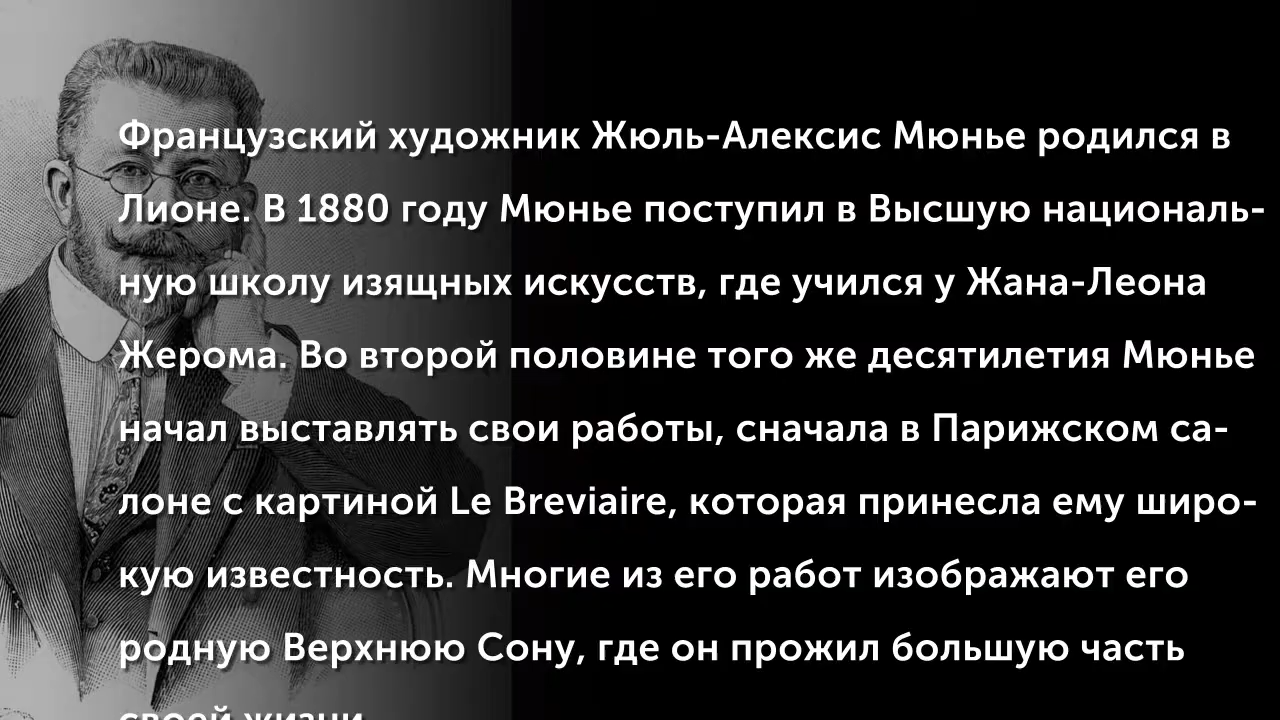 Французский художник Жюль-Алексис Мюнье родился в
Лионе. В 1880 году Мюнье поступил в Высшую националь-
ную школу изящных искусств, где учился у Жана-Леона
Жерома. Во второй половине того же десятилетия Мюнье
начал выставлять свои работы, сначала в Парижском са-
лоне с картиной Le Breviaire, которая принесла ему широ-
кую известность. Многие из его работ изображают его
родную Верхнюю Сону, где он прожил большую часть
своей жизни